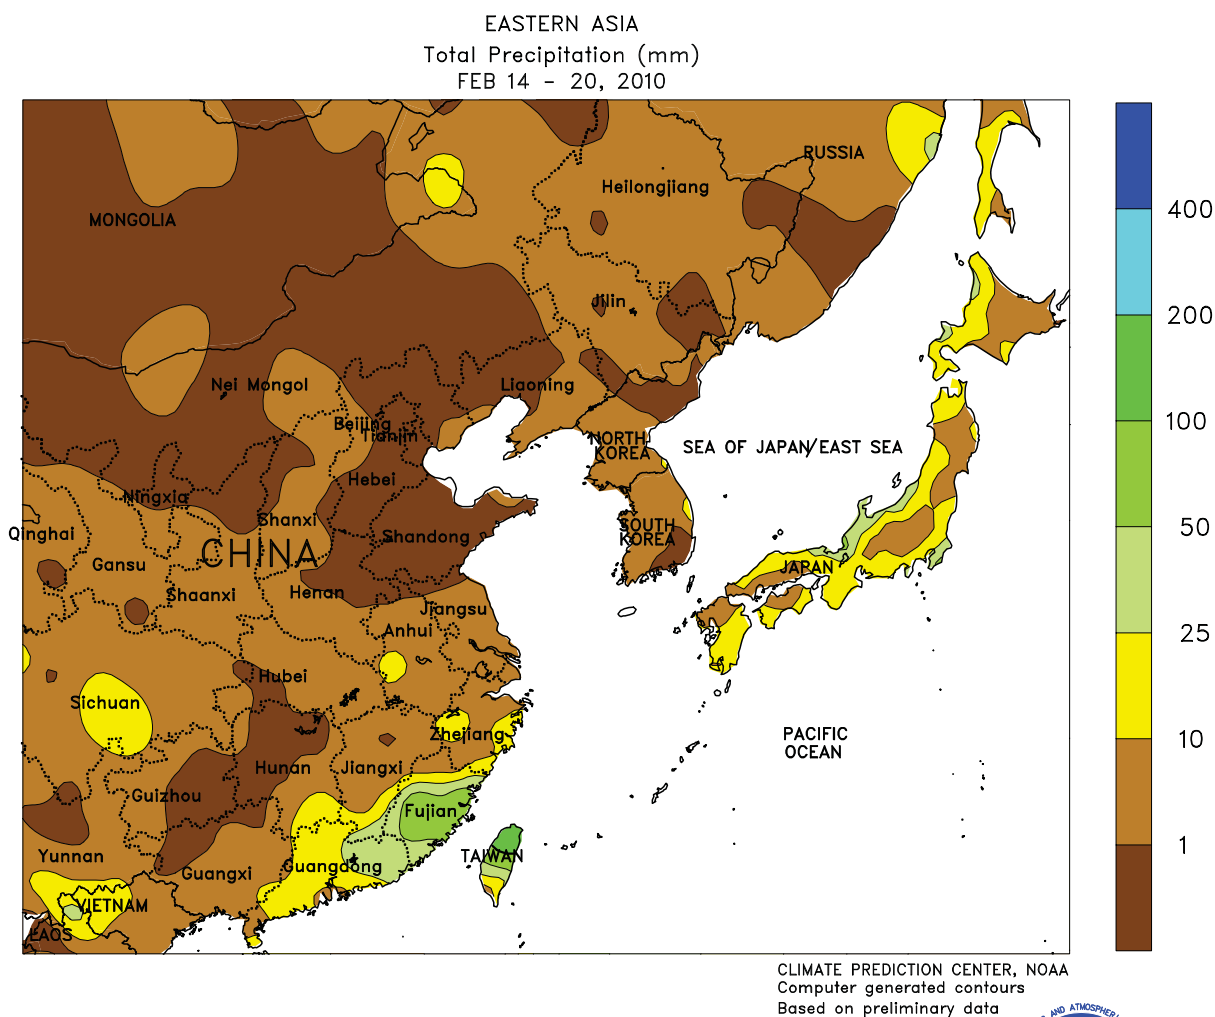 EASTERN ASIA
Total Precipitation (mm)
FEB 14 - 20, 2010
RUSSIA
Heilongjiang
MONGOLIA
400
Jilin
200
Nei Mongol
Liaoning
100
Beijing
Tianjin
NORTH
KOREA
SEA OF JAPAN/EAST SEA
Hebei
Ningxia
Shanxi
50
Qinghai
SOUTH
KOREA
Shandong
CHINA
Gansu
JAPAN
Shaanxi
Henan
Jiangsu
Anhui
25
Hubei
Sichuan
Zhejiang
PACIFIC
OCEAN
10
Hunan
Jiangxi
Guizhou
Fujian
1
Yunnan
TAIWAN
Guangdong
Guangxi
VIETNAM
LAOS
CLIMATE PREDICTION CENTER, NOAA
Computer generated contours
Based on preliminary data
AND ATMOSPHER